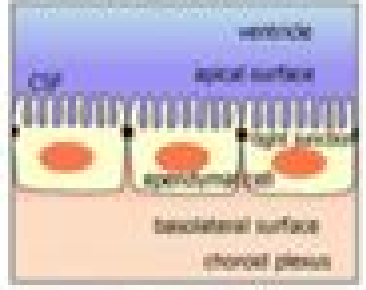 ventricle
CSF
apical surface
tight junction
ependymal cell
basolateral surface
choroid plexus